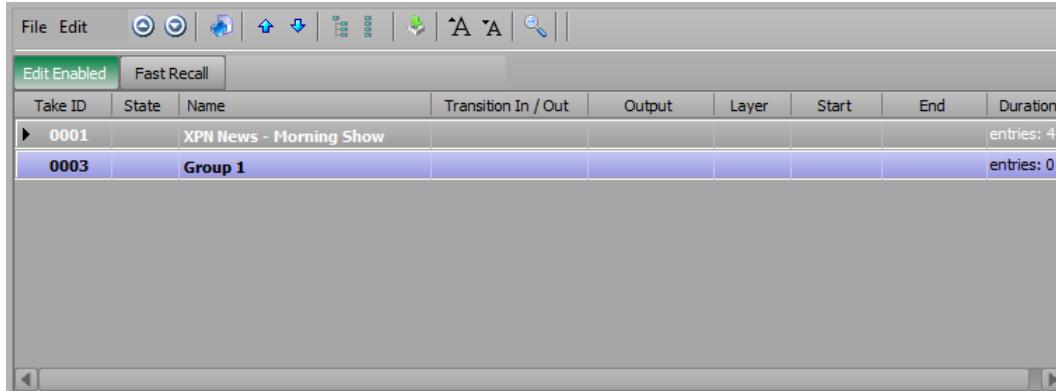 File Edit A A
Edit Enabled Fast Recall
Take ID State Name Transition In / Out Output Layer Start End Duration
0001 XPN News - Morning Show entries: 4
0003 Group 1 entries: 0